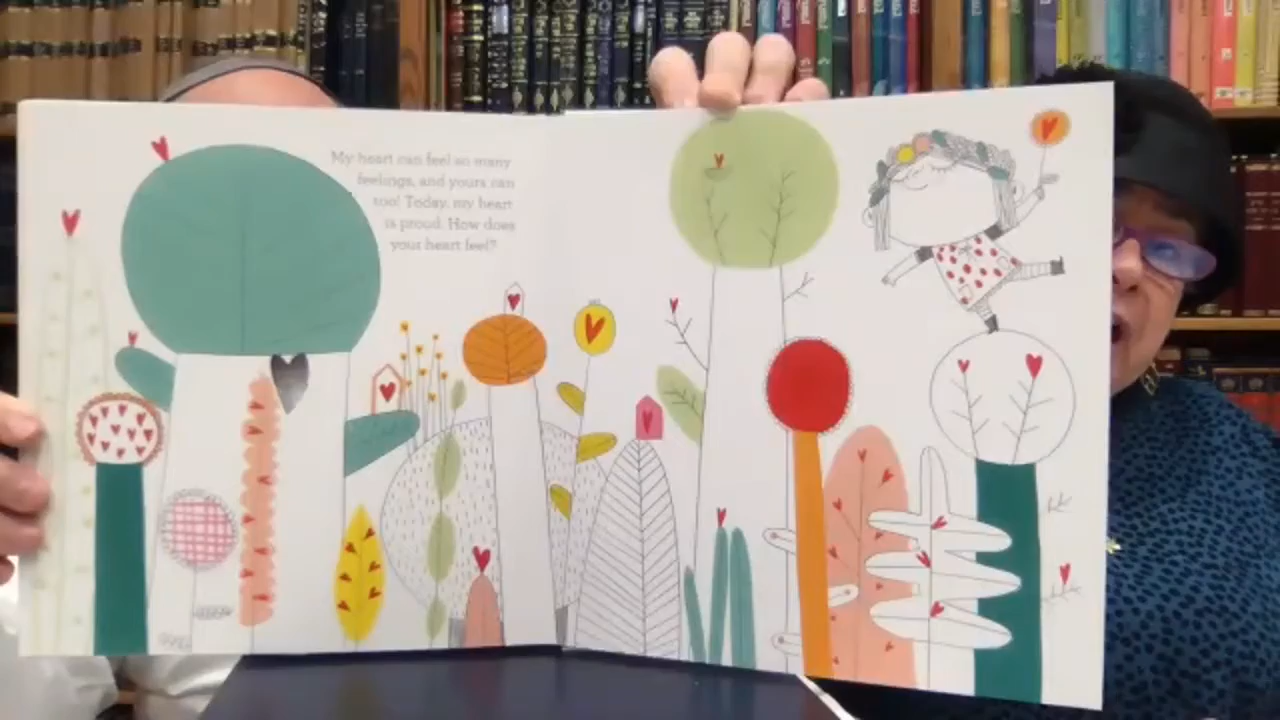 My heart can feel so many
feelings, and yours can
too! Today, my heart
is proud. How does
your heart feel?